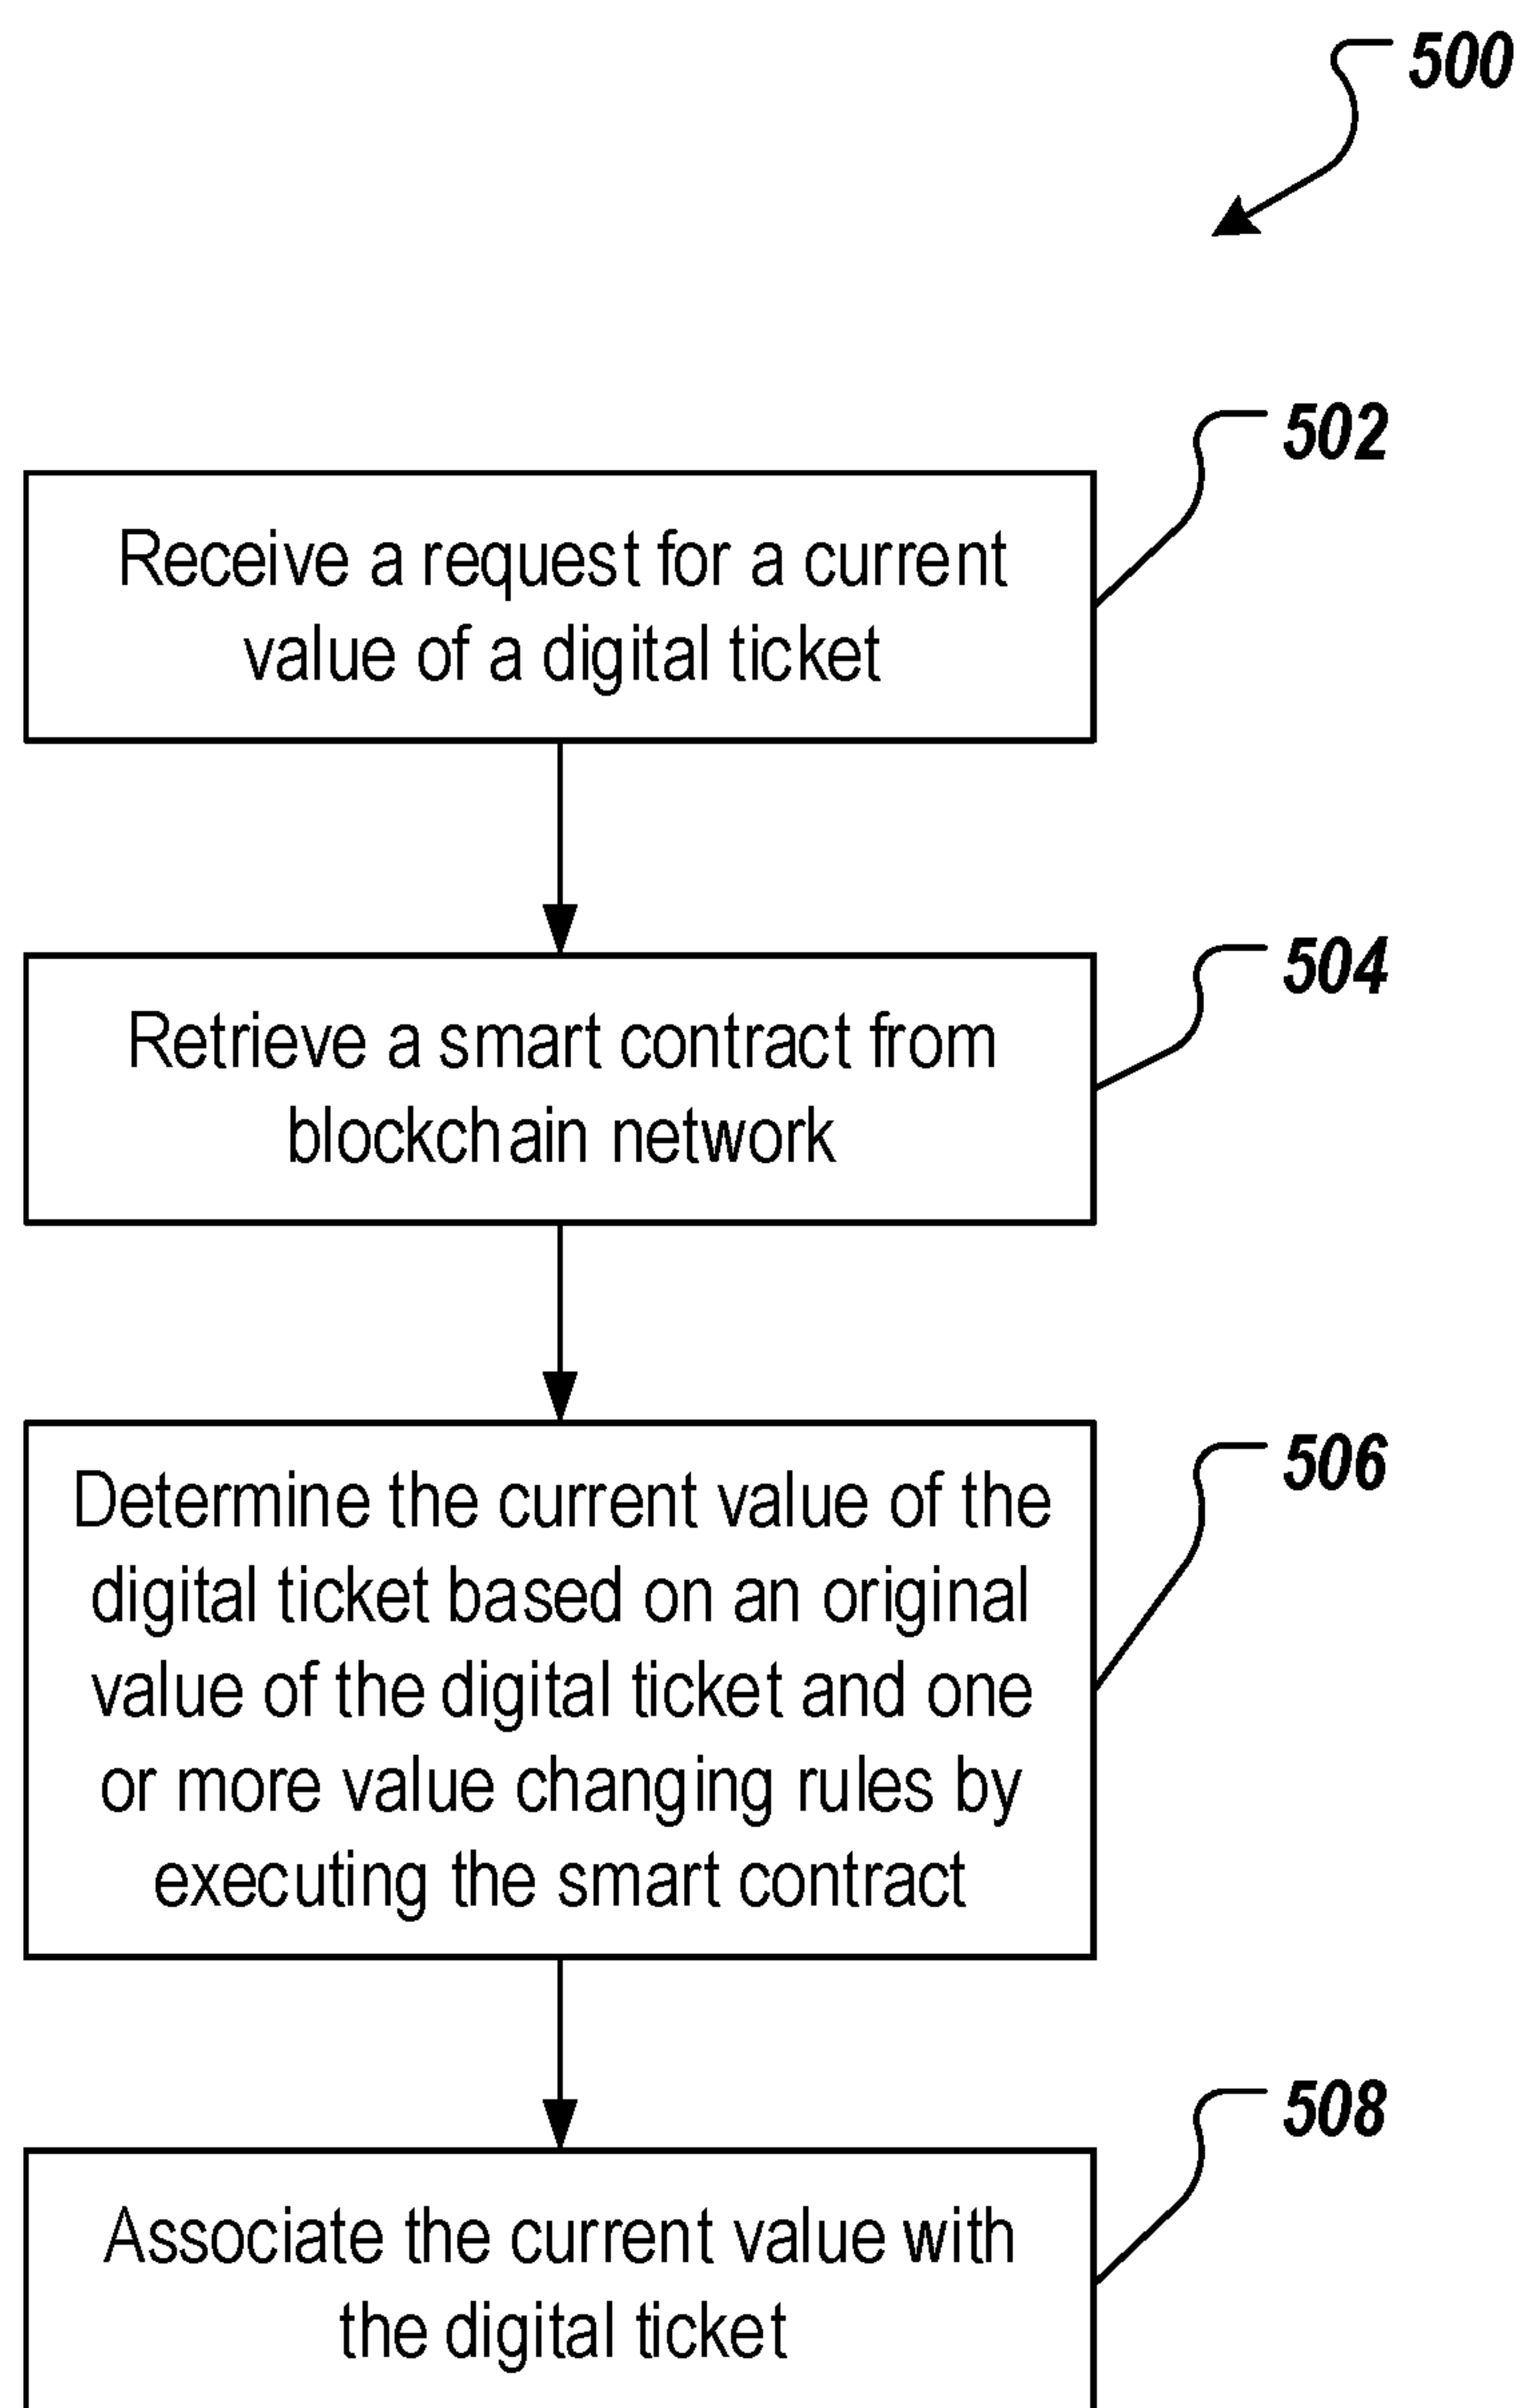 500
502
Receive a request for a current
value of a digital ticket
504
Retrieve a smart contract from
blockchain network
506
Determine the current value of the
digital ticket based on an original
value of the digital ticket and one
or more value changing rules by
executing the smart contract
508
Associate the current value with
the digital ticket